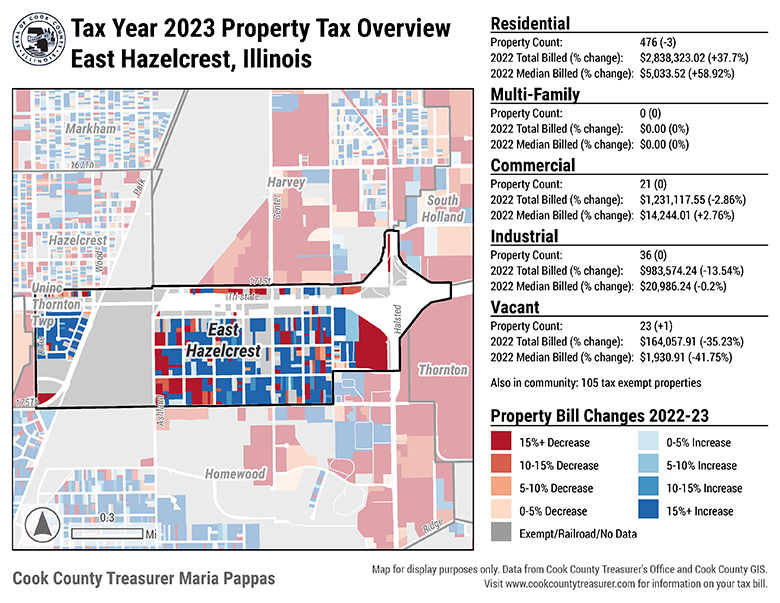 SEAL OF COOK COUNTY
ILLINOIS
Tax Year 2023 Property Tax Overview
East Hazelcrest, Illinois
Markham
167Th
Park
Harvey
Center
South
Holland
Hazelcrest
Wood
171St
Uninc
Thornton
Twp
Tri-state
East
Hazelcrest
Halsted
Thornton
175Th
Ashland
Homewood
Ridge
0.3
Mi
Residential
Property Count: 476 (-3)
2022 Total Billed (% change): $2,838,323.02 (+37.7%)
2022 Median Billed (% change): $5,033.52 (+58.92%)
Multi-Family
Property Count: 0 (0)
2022 Total Billed (% change): $0.00 (0%)
2022 Median Billed (% change): $0.00 (0%)
Commercial
Property Count: 21 (0)
2022 Total Billed (% change): $1,231,117.55 (-2.86%)
2022 Median Billed (% change): $14,244.01 (+2.76%)
Industrial
Property Count: 36 (0)
2022 Total Billed (% change): $983,574.24 (-13.54%)
2022 Median Billed (% change): $20,986.24 (-0.2%)
Vacant
Property Count: 23 (+1)
2022 Total Billed (% change): $164,057.91 (-35.23%)
2022 Median Billed (% change): $1,930.91 (-41.75%)
Also in community: 105 tax exempt properties
Property Bill Changes 2022-23
15%+ Decrease
0-5% Increase
10-15% Decrease
5-10% Increase
5-10% Decrease
10-15% Increase
0-5% Decrease
15%+ Increase
Exempt/Railroad/No Data
Cook County Treasurer Maria Pappas
Map for display purposes only. Data from Cook County Treasurer's Office and Cook County GIS.
Visit www.cookcountytreasurer.com for information on your tax bill.